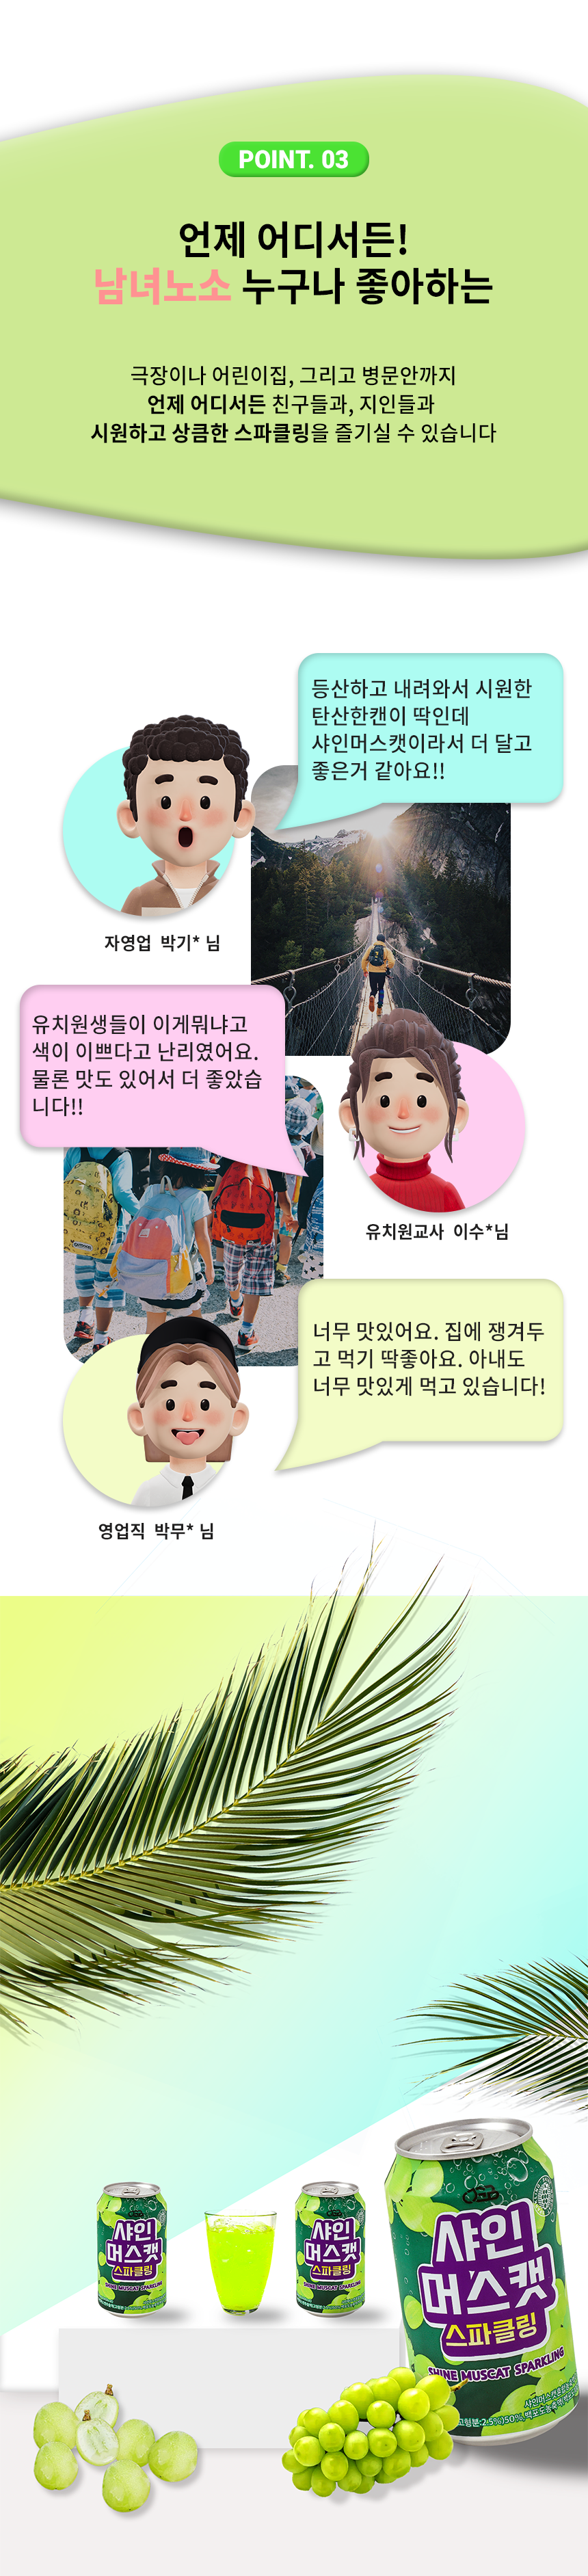 POINT. 03
언제 어디서든!
남녀노소 누구나 좋아하는
극장이나 어린이집, 그리고 병문안까지
언제 어디서든 친구들과, 지인들과
시원하고 상큼한 스파클링을 즐기실 수 있습니다
등산하고 내려와서 시원한
탄산한캔이 딱인데
샤인머스캣이라서 더 달고
좋은거 같아요!!
자영업 박기* 님
유치원생들이 이게뭐냐고
색이 이쁘다고 난리였어요.
물론 맛도 있어서 더 좋았습
니다!!
유치원교사 이수*님
너무 맛있어요. 집에 쟁겨두
고 먹기 딱좋아요. 아내도
너무 맛있게 먹고 있습니다!
영업직 박무* 님
샤인
머스캣
스파클링
SHINE MUSCAT SPARKLING
샤인
머스캣
스파클링
SHINE MUSCAT SPARKLING
샤인
머스캣
스파클링
SHINE MUSCAT SPARKLING